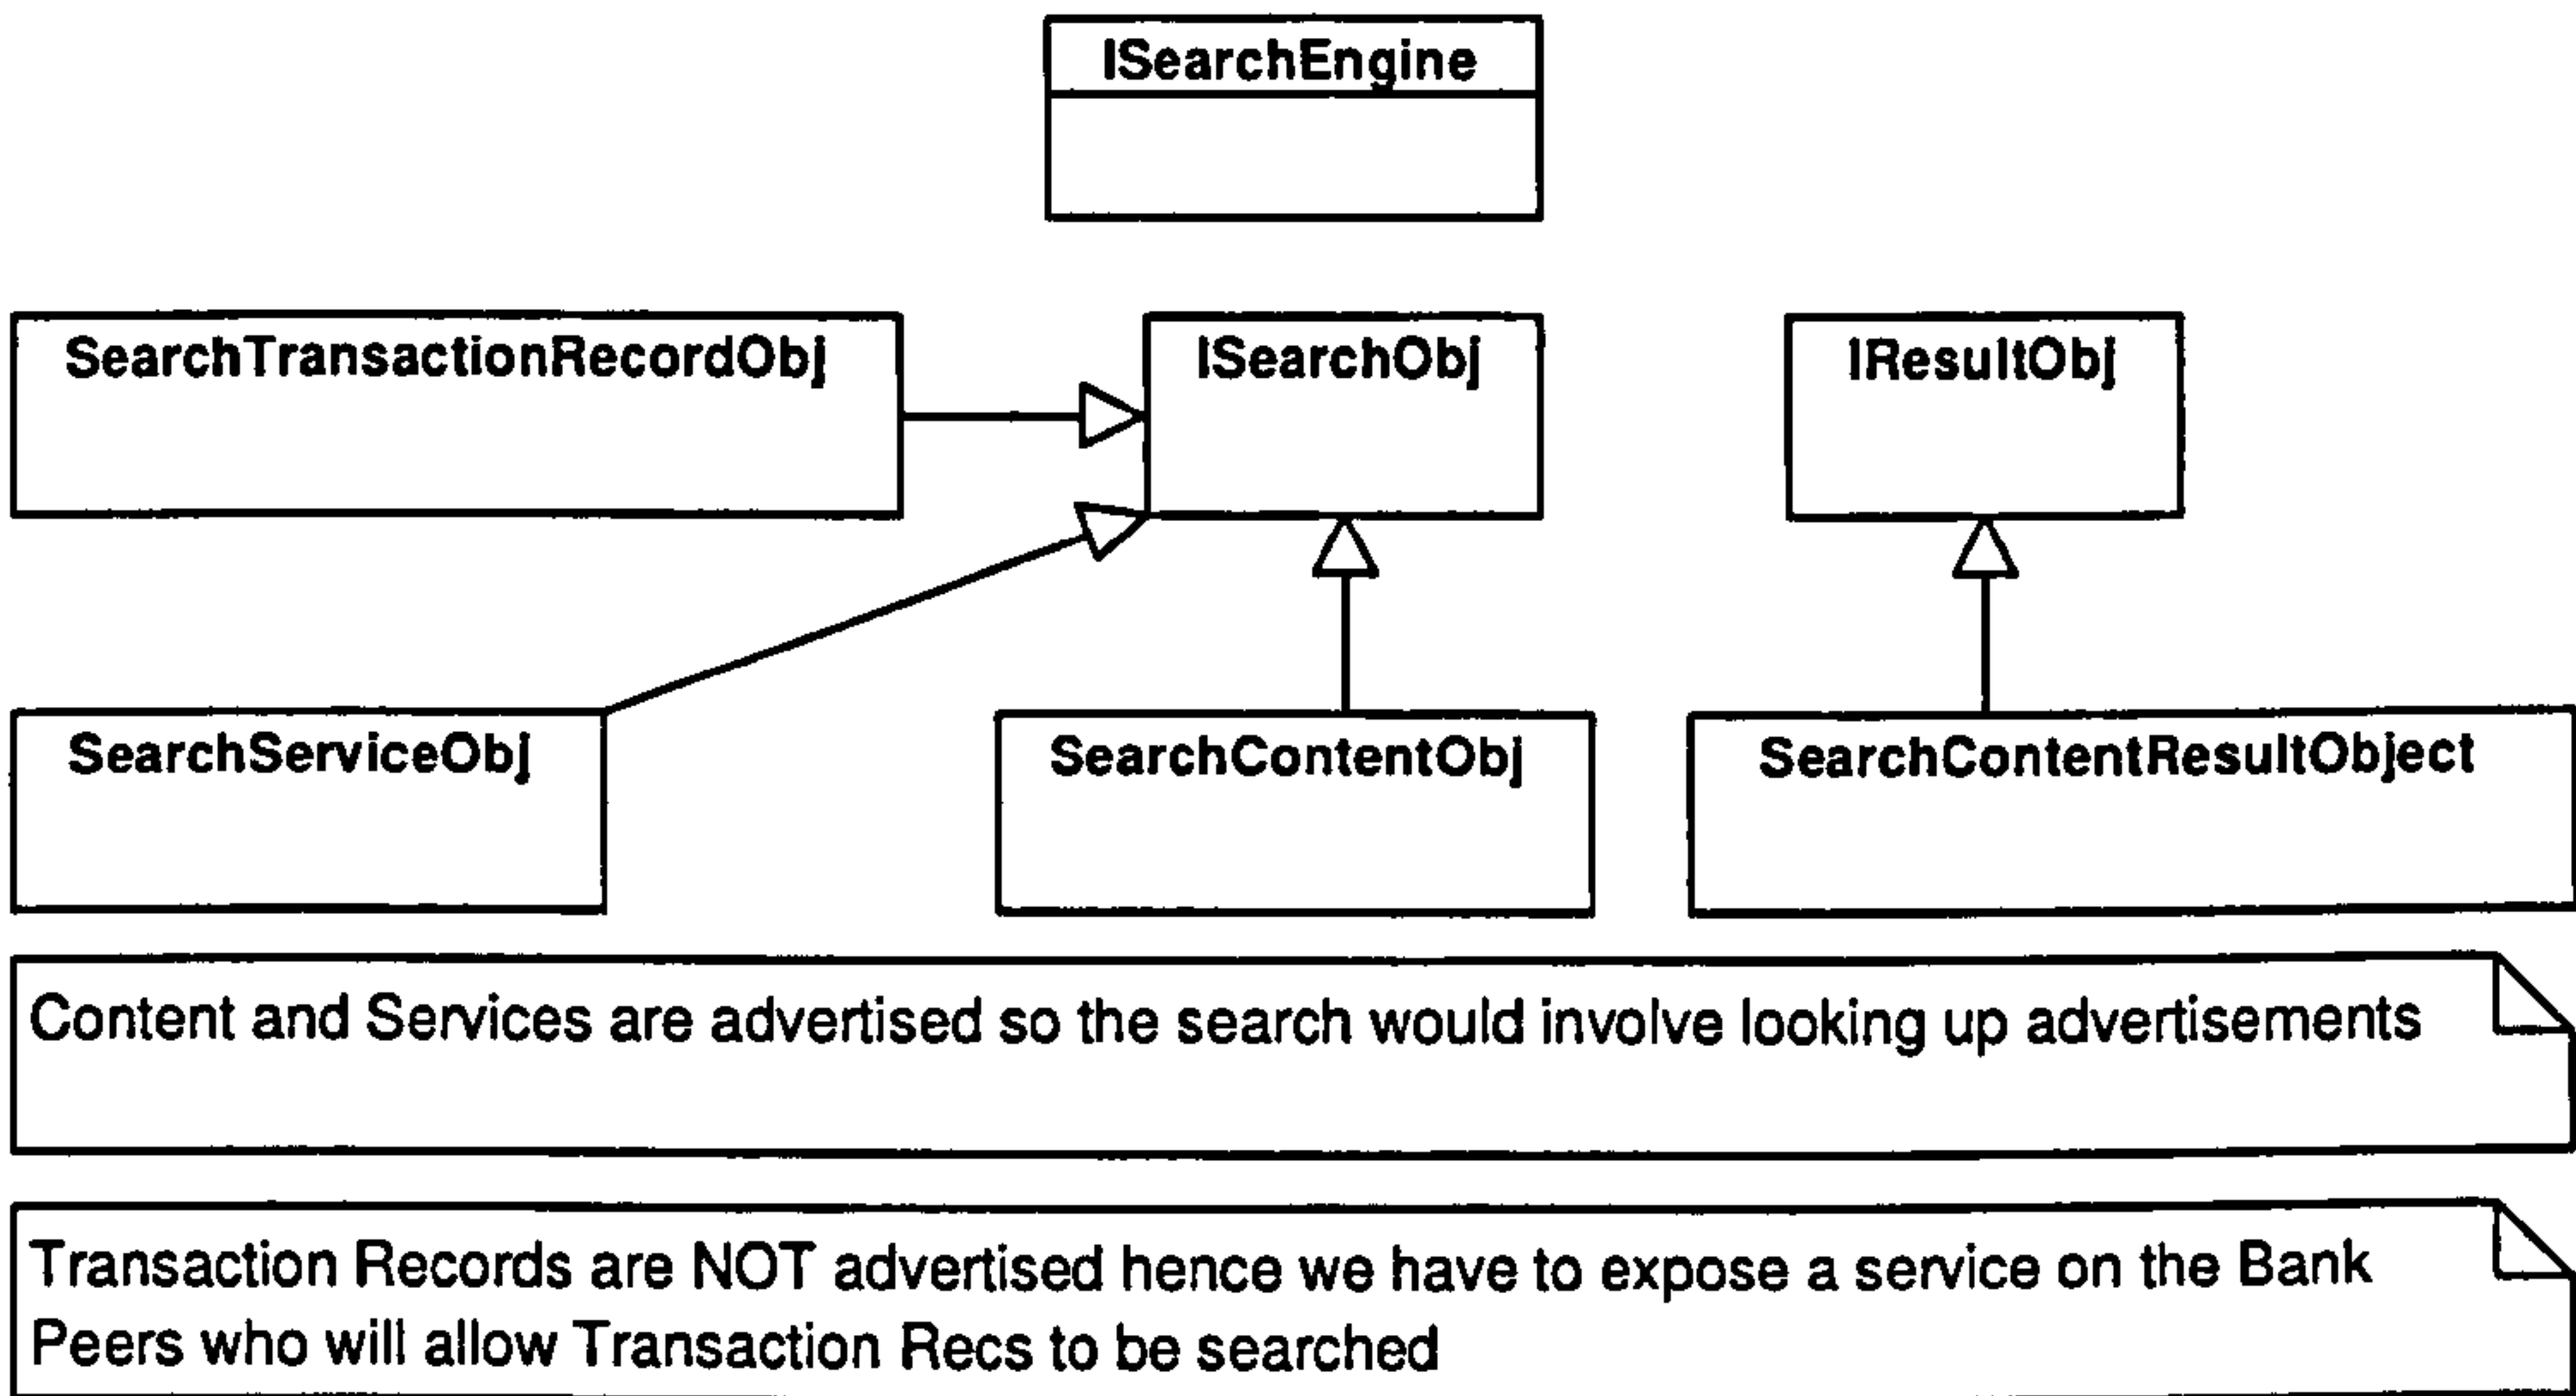 ISearchEngine
SearchTransactionRecordObj
ISearchObj
IResultObj
SearchServiceObj
SearchContentObj
SearchContentResultObject
Content and Services are advertised so the search would involve looking up advertisements
Transaction Records are NOT advertised hence we have to expose a service on the Bank
Peers who will allow Transaction Recs to be searched